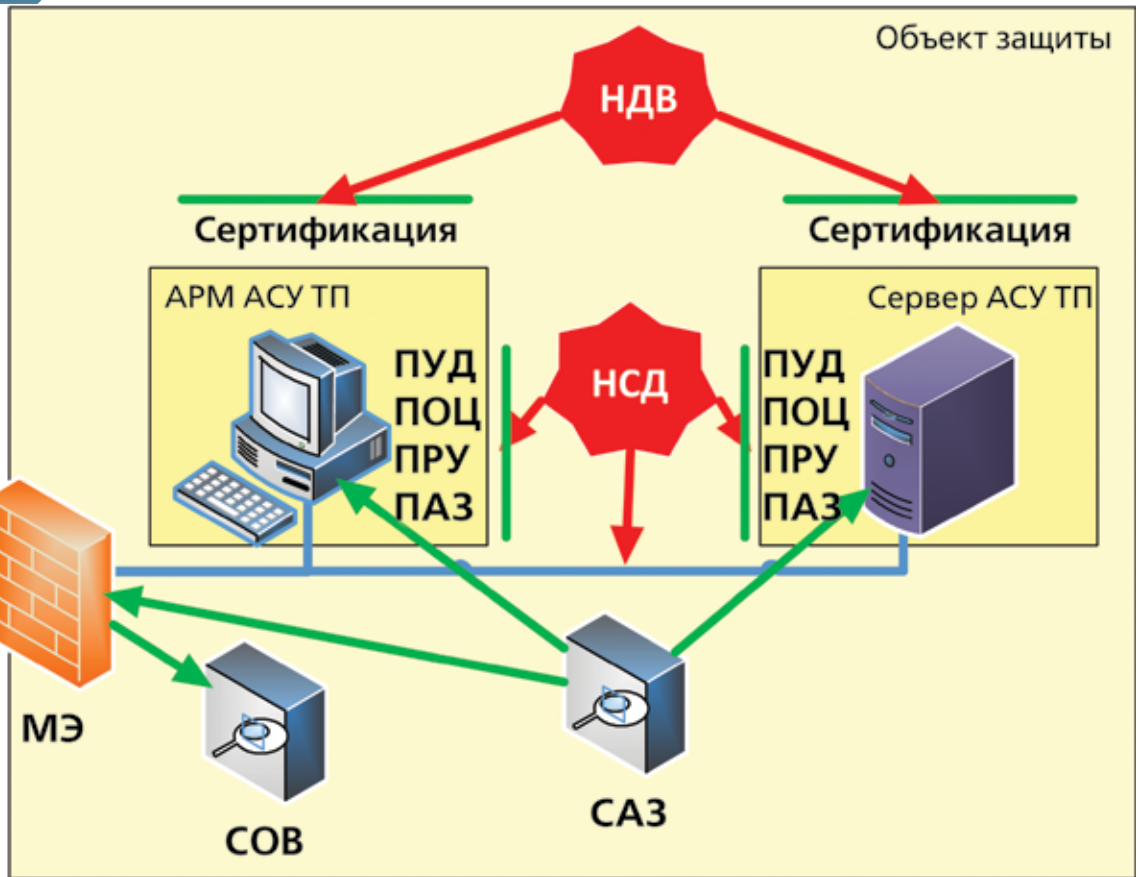 Объект защиты
НДВ
Сертификация
Сертификация
АРМ АСУ ТП
ПУД
ПОЦ
ПРУ
ПАЗ
НСД
Сервер АСУ ТП
ПУД
ПОЦ
ПРУ
ПАЗ
МЭ
СОВ
САЗ